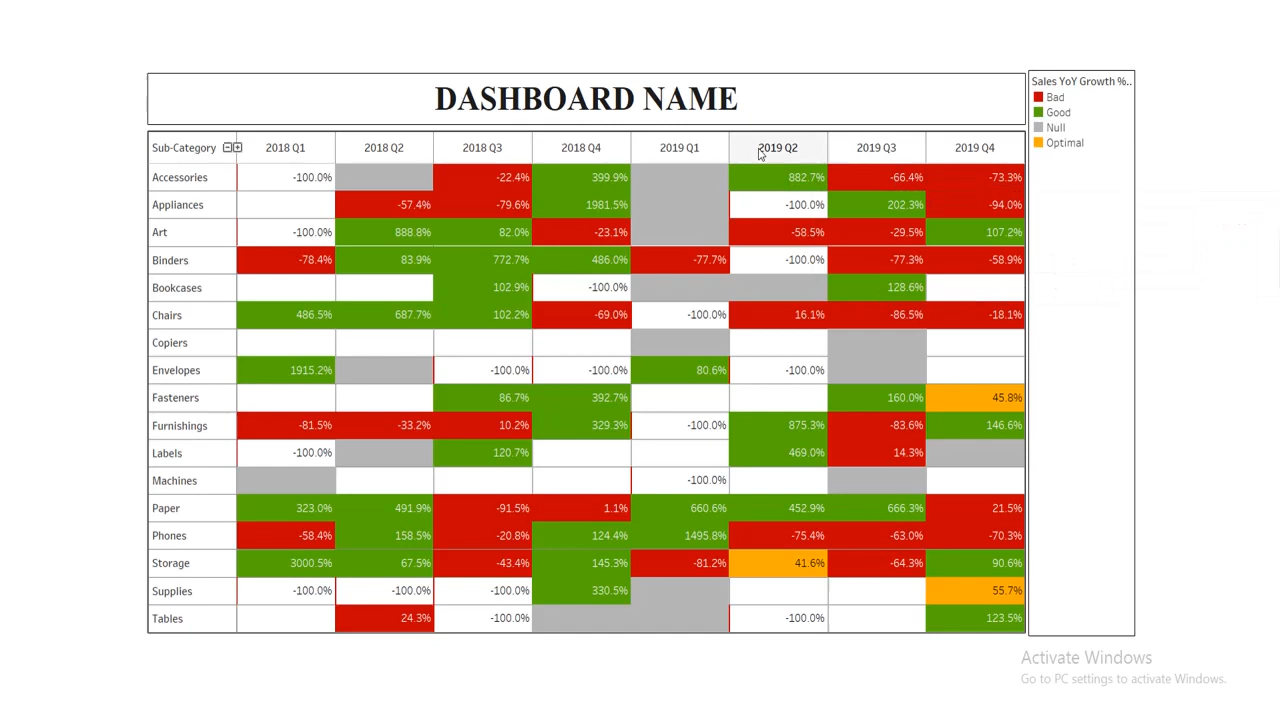 DASHBOARD NAME
Sales YoY Growth %..
Bad
Good
Null
Optimal
Sub-Category 2018 Q1 2018 Q2 2018 Q3 2018 Q4 2019 Q1 2019 Q2 2019 Q3 2019 Q4
Accessories -100.0% -22.4% 399.9% 882.7% -66.4% -73.3%
Appliances -57.4% -79.6% 1981.5% -100.0% 202.3% -94.0%
Art -100.0% 888.8% 82.0% -23.1% -58.5% -29.5% 107.2%
Binders -78.4% 83.9% 772.7% 486.0% -77.7% -100.0% -77.3% -58.9%
Bookcases 102.9% -100.0% 128.6%
Chairs 486.5% 687.7% 102.2% -69.0% -100.0% 16.1% -86.5% -18.1%
Copiers
Envelopes 1915.2% -100.0% -100.0% 80.6% -100.0%
Fasteners 86.7% 392.7% 160.0% 45.8%
Furnishings -81.5% -33.2% 10.2% 329.3% -100.0% 875.3% -83.6% 146.6%
Labels -100.0% 120.7% 469.0% 14.3%
Machines -100.0%
Paper 323.0% 491.9% -91.5% 1.1% 660.6% 452.9% 666.3% 21.5%
Phones -58.4% 158.5% -20.8% 124.4% 1495.8% -75.4% -63.0% -70.3%
Storage 3000.5% 67.5% -43.4% 145.3% -81.2% 41.6% -64.3% 90.6%
Supplies -100.0% -100.0% -100.0% 330.5% 55.7%
Tables 24.3% -100.0% -100.0% 123.5%
Activate Windows
Go to PC settings to activate Windows.